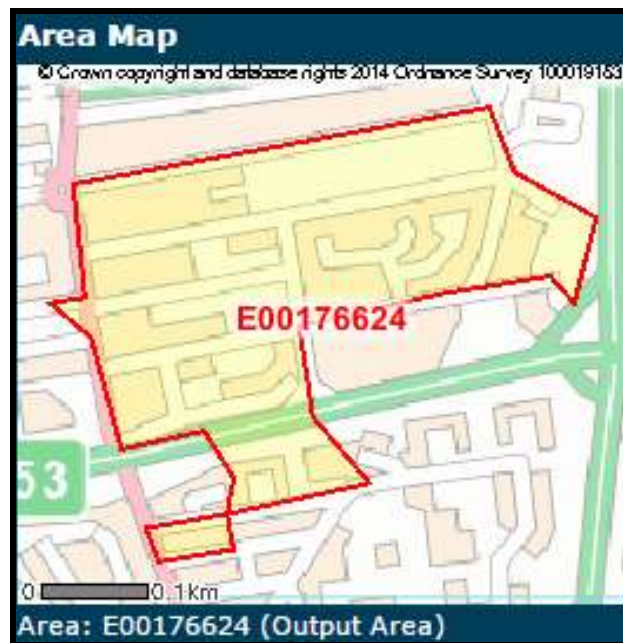 Area Map
© Crown copyright and database rights 2014 Ordnance Survey 100019153
E00176624
53
0 0.1km
Area: E00176624 (Output Area)